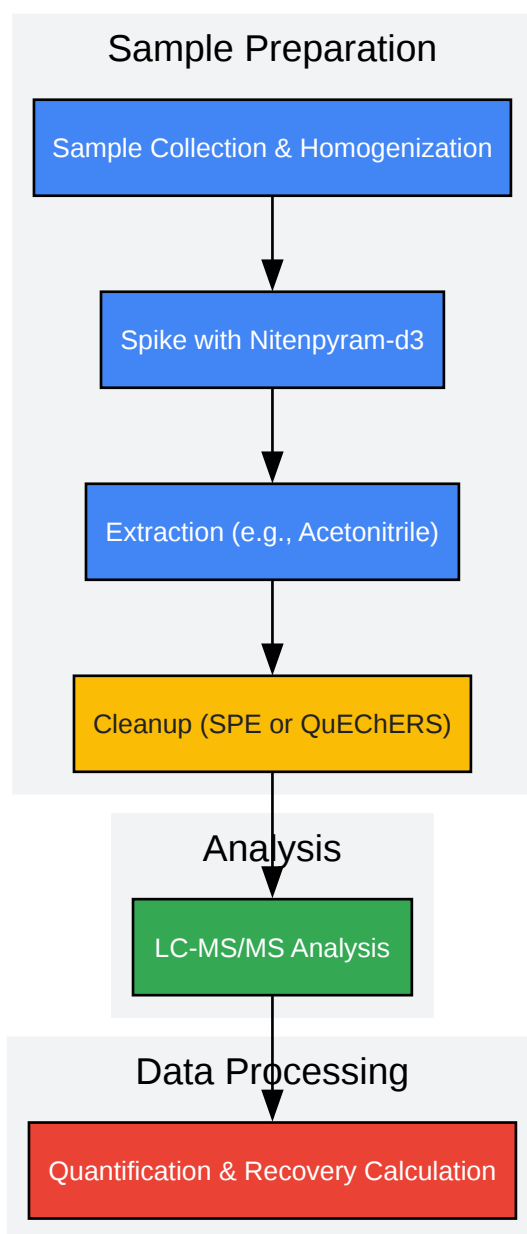 Sample Preparation
Sample Collection & Homogenization
Spike with Nitenpyram-d3
Extraction (e.g., Acetonitrile)
Cleanup (SPE or QuEChERS)
Analysis
LC-MS/MS Analysis
Data Processing
Quantification & Recovery Calculation